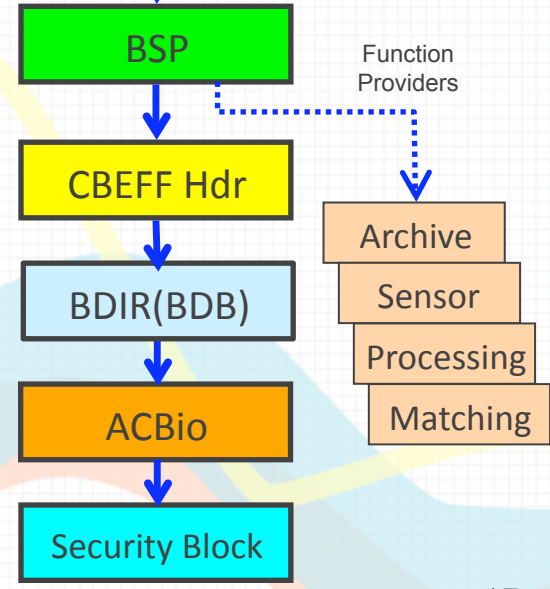 BSP
Function
Providers
CBEFF Hdr
Archive
BDIR(BDB)
Sensor
Processing
ACBio
Matching
Security Block